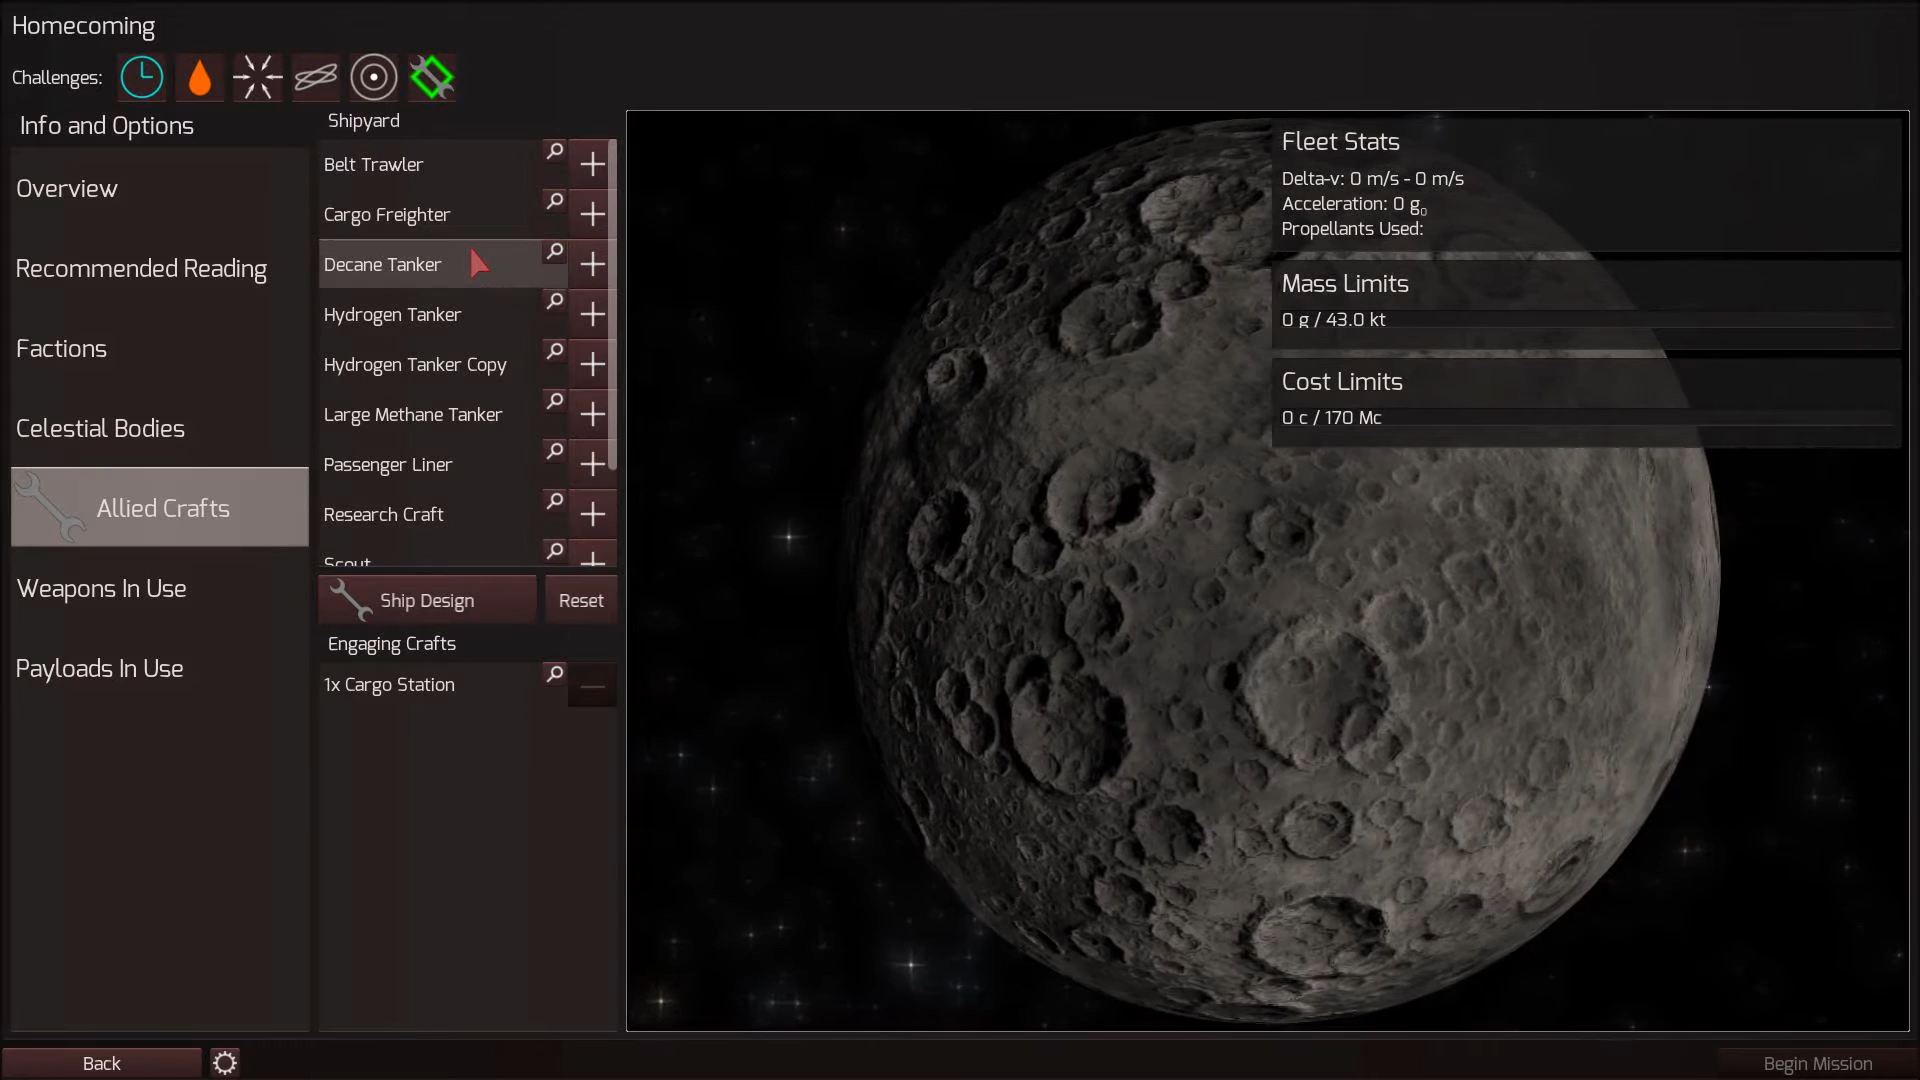 Homecoming
Challenges:
Info and Options
Overview
Recommended Reading
Factions
Celestial Bodies
Allied Crafts
Weapons In Use
Payloads In Use
Shipyard
Belt Trawler
Cargo Freighter
Decane Tanker
Hydrogen Tanker
Hydrogen Tanker Copy
Large Methane Tanker
Passenger Liner
Research Craft
Scout
Ship Design
Reset
Engaging Crafts
1x Cargo Station
Fleet Stats
Delta-v: 0 m/s - 0 m/s
Acceleration: 0 g₀
Propellants Used:
Mass Limits
0 g / 43.0 kt
Cost Limits
0 c / 170 Mc
Back
Begin Mission